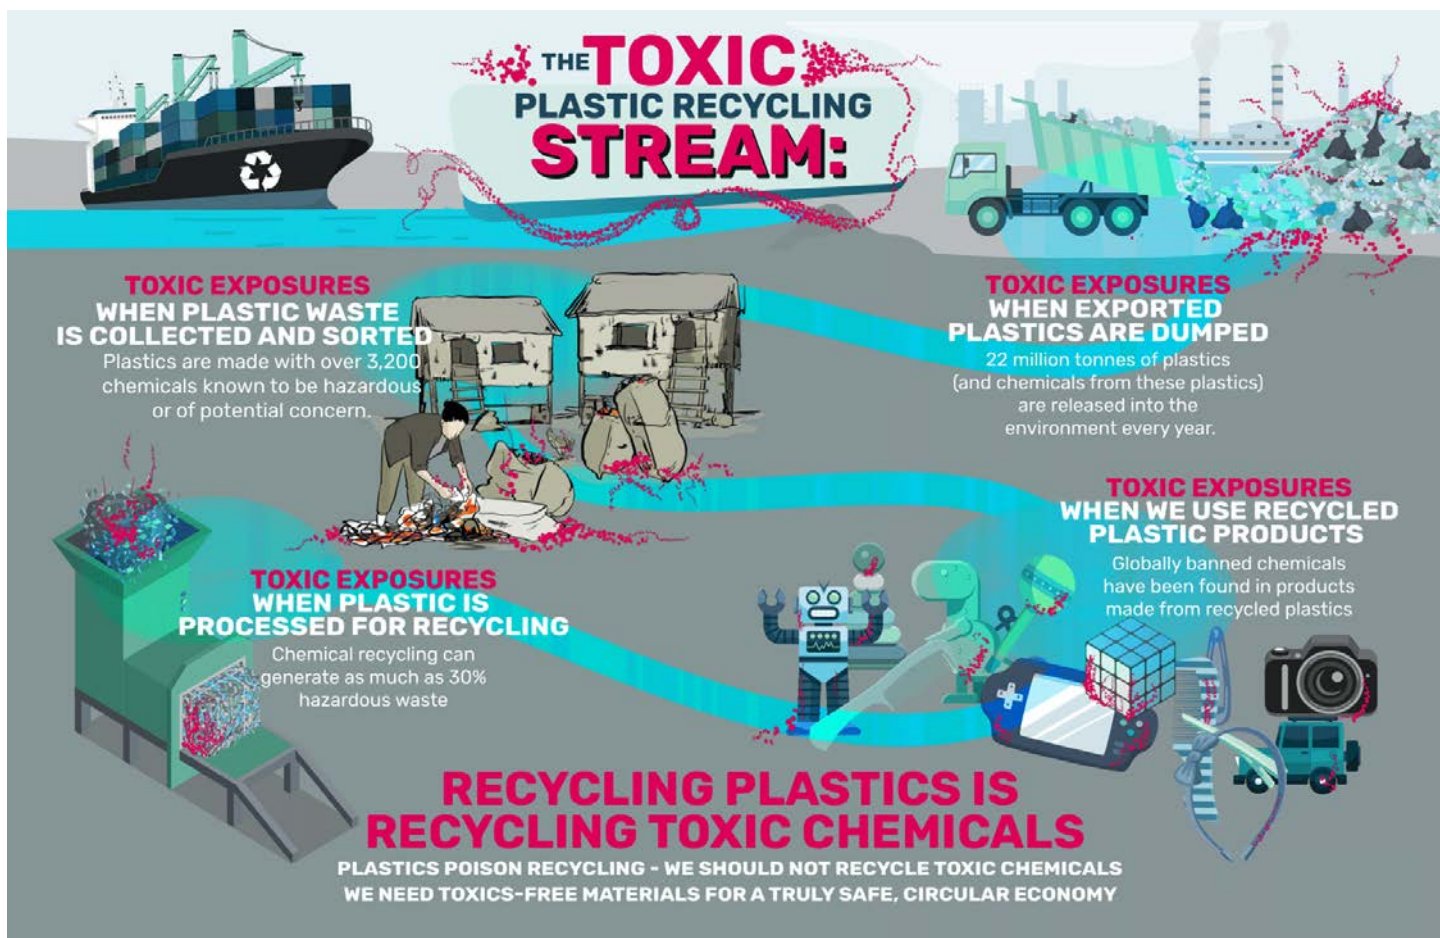 THE TOXIC
PLASTIC RECYCLING
STREAM:
TOXIC EXPOSURES
WHEN PLASTIC WASTE
IS COLLECTED AND SORTED
Plastics are made with over 3,200
chemicals known to be hazardous
or of potential concern.
TOXIC EXPOSURES
WHEN EXPORTED
PLASTICS ARE DUMPED
22 million tonnes of plastics
(and chemicals from these plastics)
are released into the
environment every year.
TOXIC EXPOSURES
WHEN PLASTIC IS
PROCESSED FOR RECYCLING
Chemical recycling can
generate as much as 30%
hazardous waste
TOXIC EXPOSURES
WHEN WE USE RECYCLED
PLASTIC PRODUCTS
Globally banned chemicals
have been found in products
made from recycled plastics
RECYCLING PLASTICS IS
RECYCLING TOXIC CHEMICALS
PLASTICS POISON RECYCLING - WE SHOULD NOT RECYCLE TOXIC CHEMICALS
WE NEED TOXICS-FREE MATERIALS FOR A TRULY SAFE, CIRCULAR ECONOMY